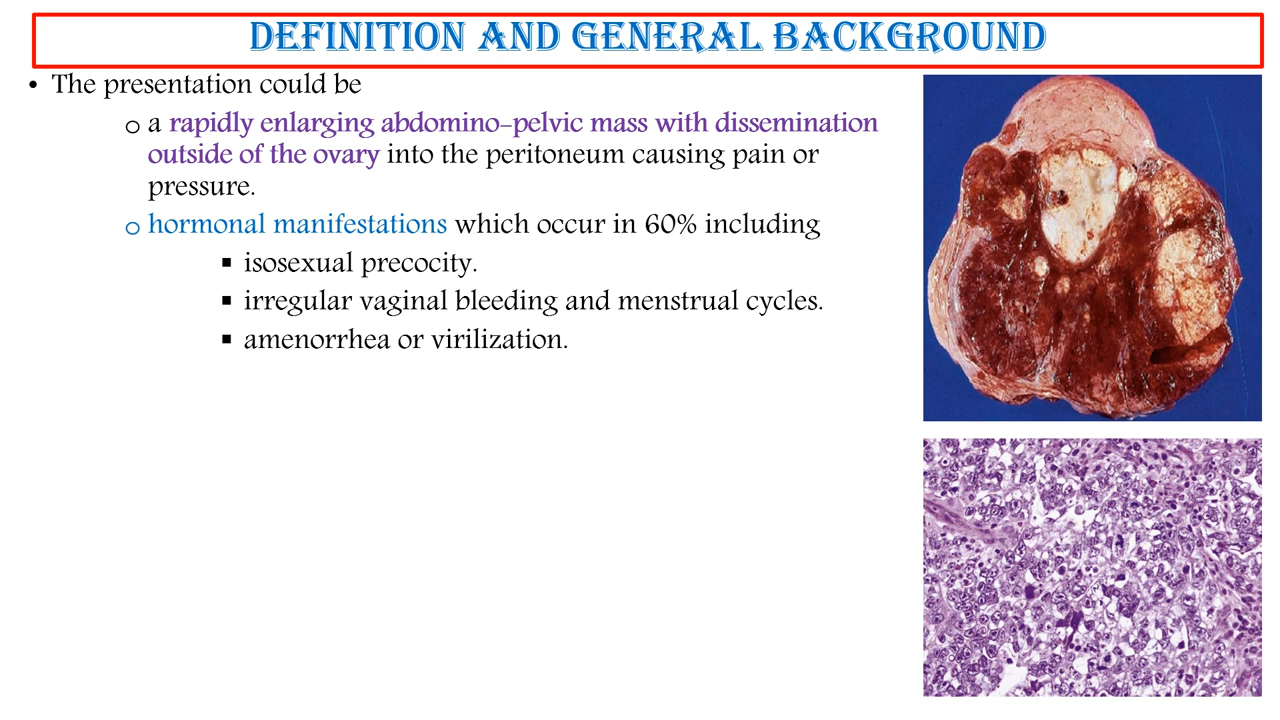 DEFINITION AND GENERAL BACKGROUND
• The presentation could be
o a rapidly enlarging abdomino-pelvic mass with dissemination
outside of the ovary into the peritoneum causing pain or
pressure.
o hormonal manifestations which occur in 60% including
▪ isosexual precocity.
▪ irregular vaginal bleeding and menstrual cycles.
▪ amenorrhea or virilization.